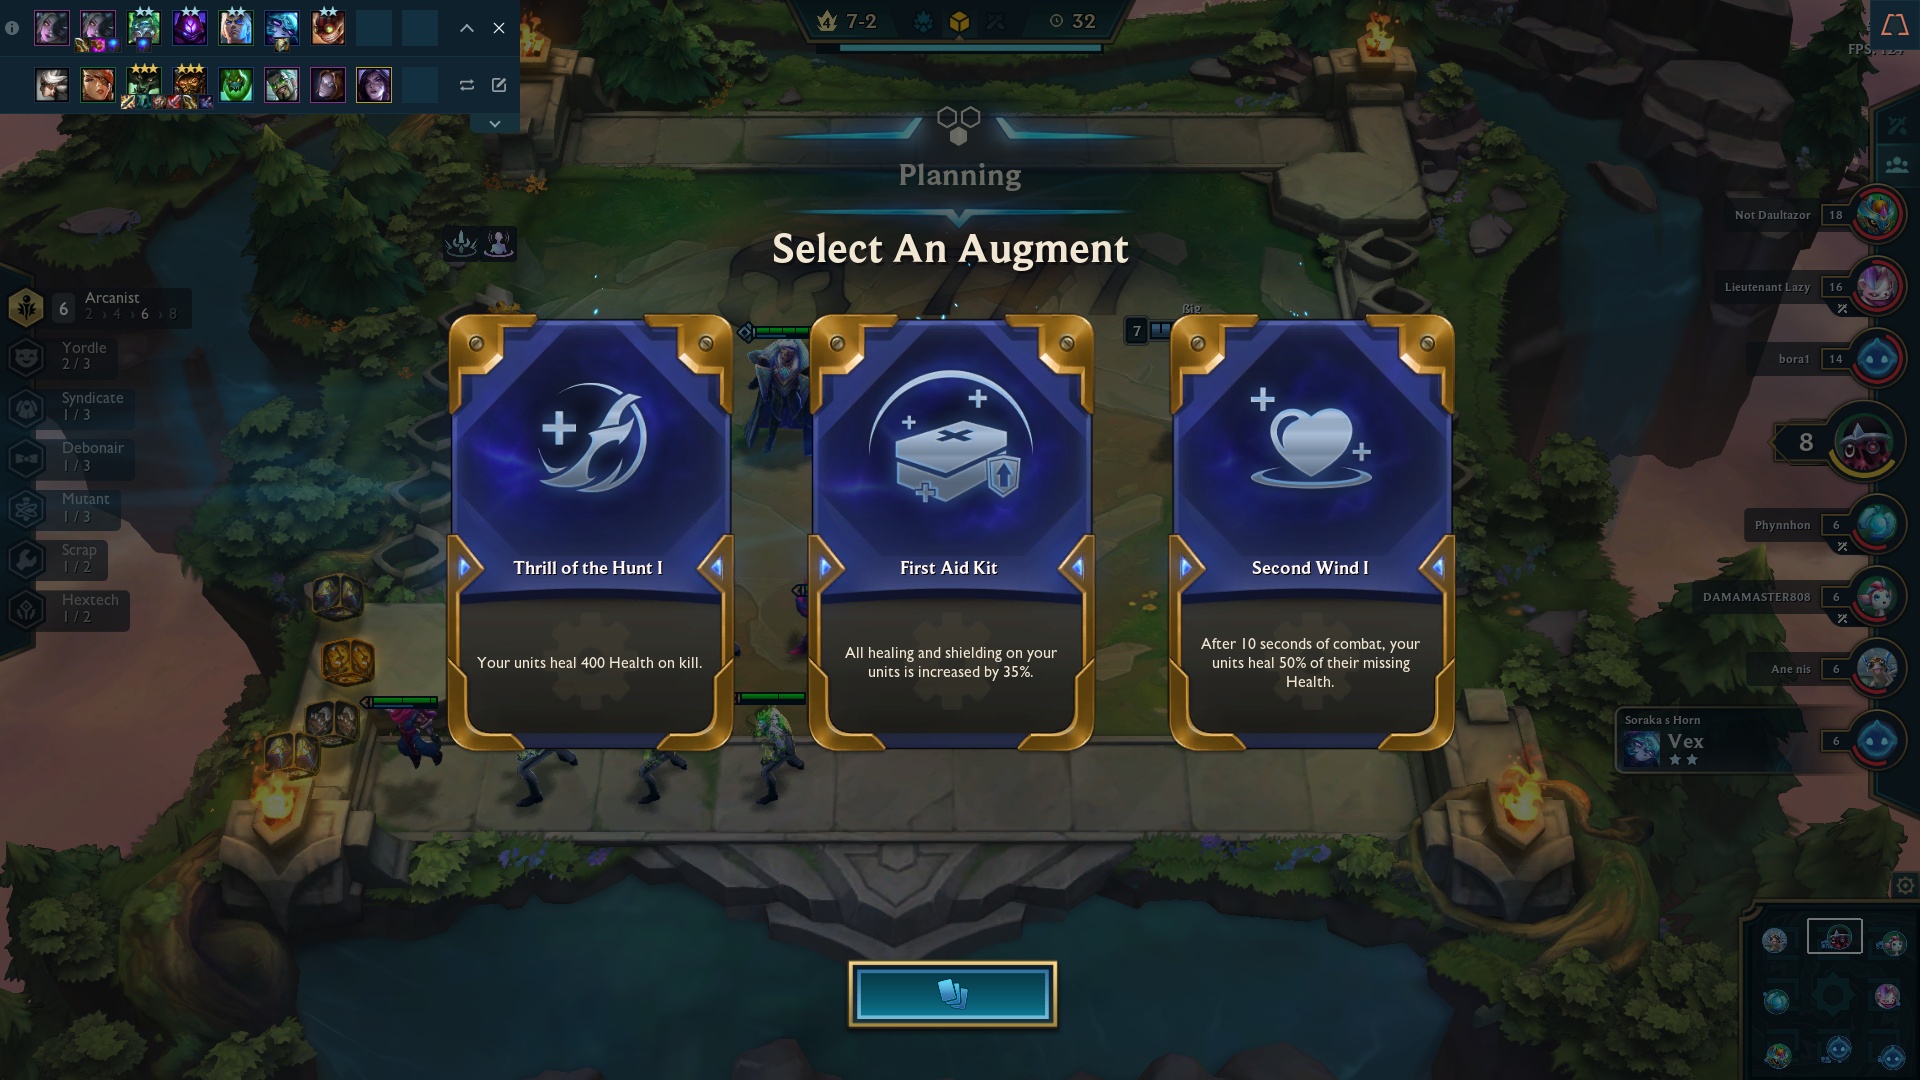 4
7-2
32
FPS: 124
Planning
Select An Augment
Not Daultazor
18
Lieutenant Lazy
16
bora1
14
8
Phynnhon
6
DAMAMASTER808
6
Ane nis
6
6
6
Arcanist
2 › 4 › 6 › 8
Yordle
2 / 3
Syndicate
1 / 3
Debonair
1 / 3
Mutant
1 / 3
Scrap
1 / 2
Hextech
1 / 2
Big
7
Thrill of the Hunt I
Your units heal 400 Health on kill.
First Aid Kit
All healing and shielding on your
units is increased by 35%.
Second Wind I
After 10 seconds of combat, your
units heal 50% of their missing
Health.
Soraka s Horn
Vex